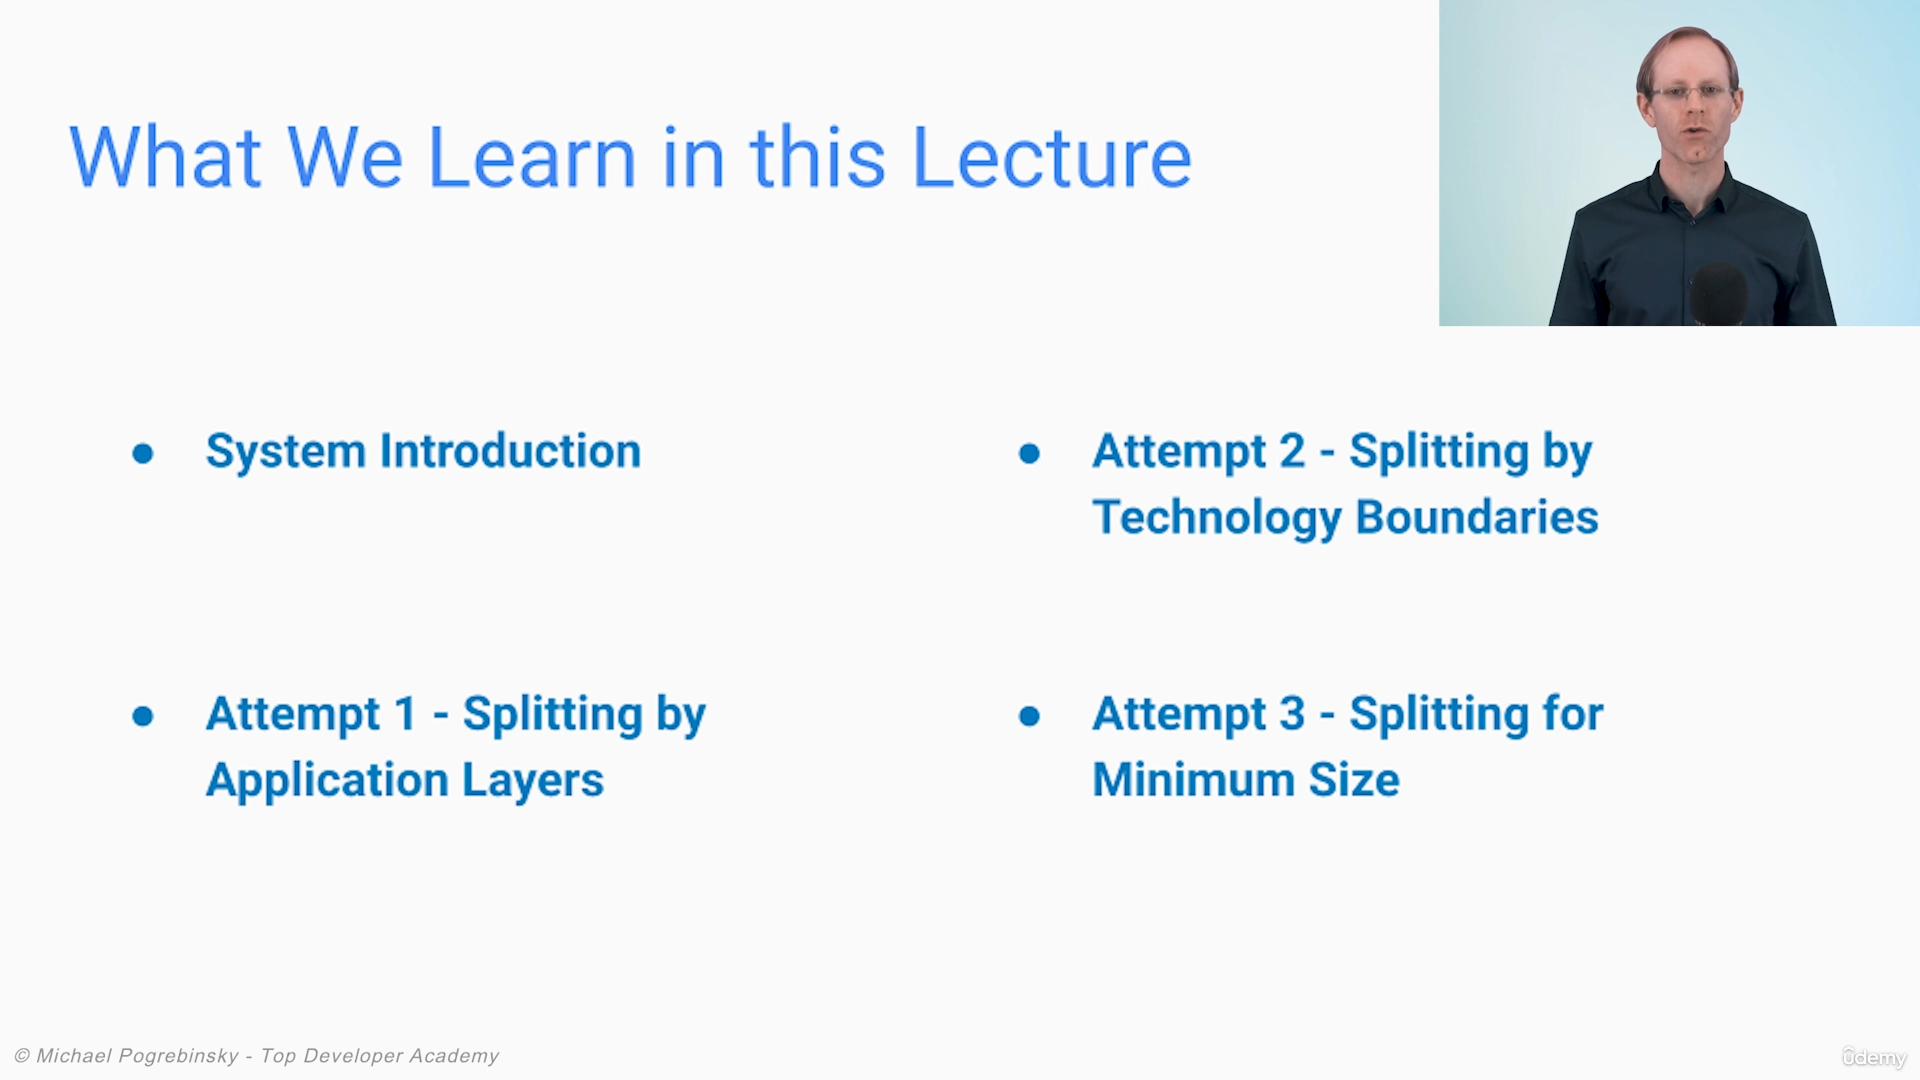 What We Learn in this Lecture
● System Introduction
● Attempt 1 - Splitting by
Application Layers
● Attempt 2 - Splitting by
Technology Boundaries
● Attempt 3 - Splitting for
Minimum Size
© Michael Pogrebinsky - Top Developer Academy
ûdemy